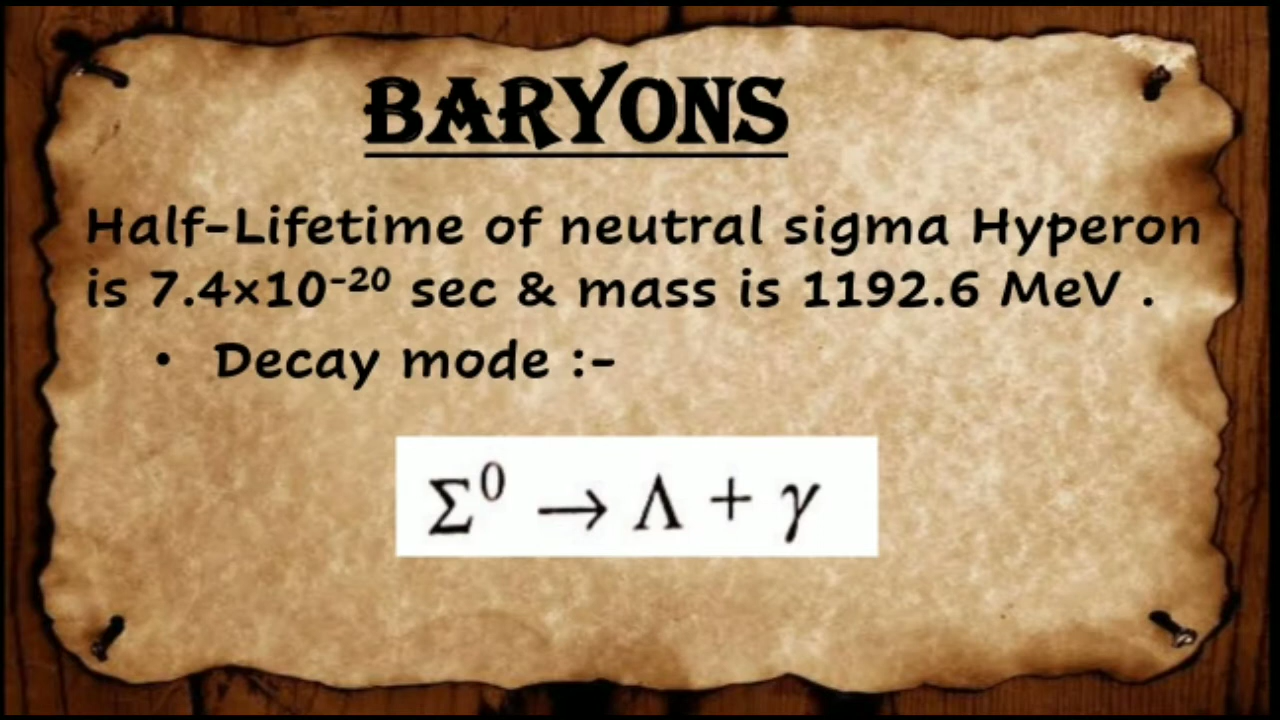 BARYONS
Half-Lifetime of neutral sigma Hyperon
is 7.4×10⁻²⁰ sec & mass is 1192.6 MeV .
• Decay mode :-
Σ⁰ → Λ + γ